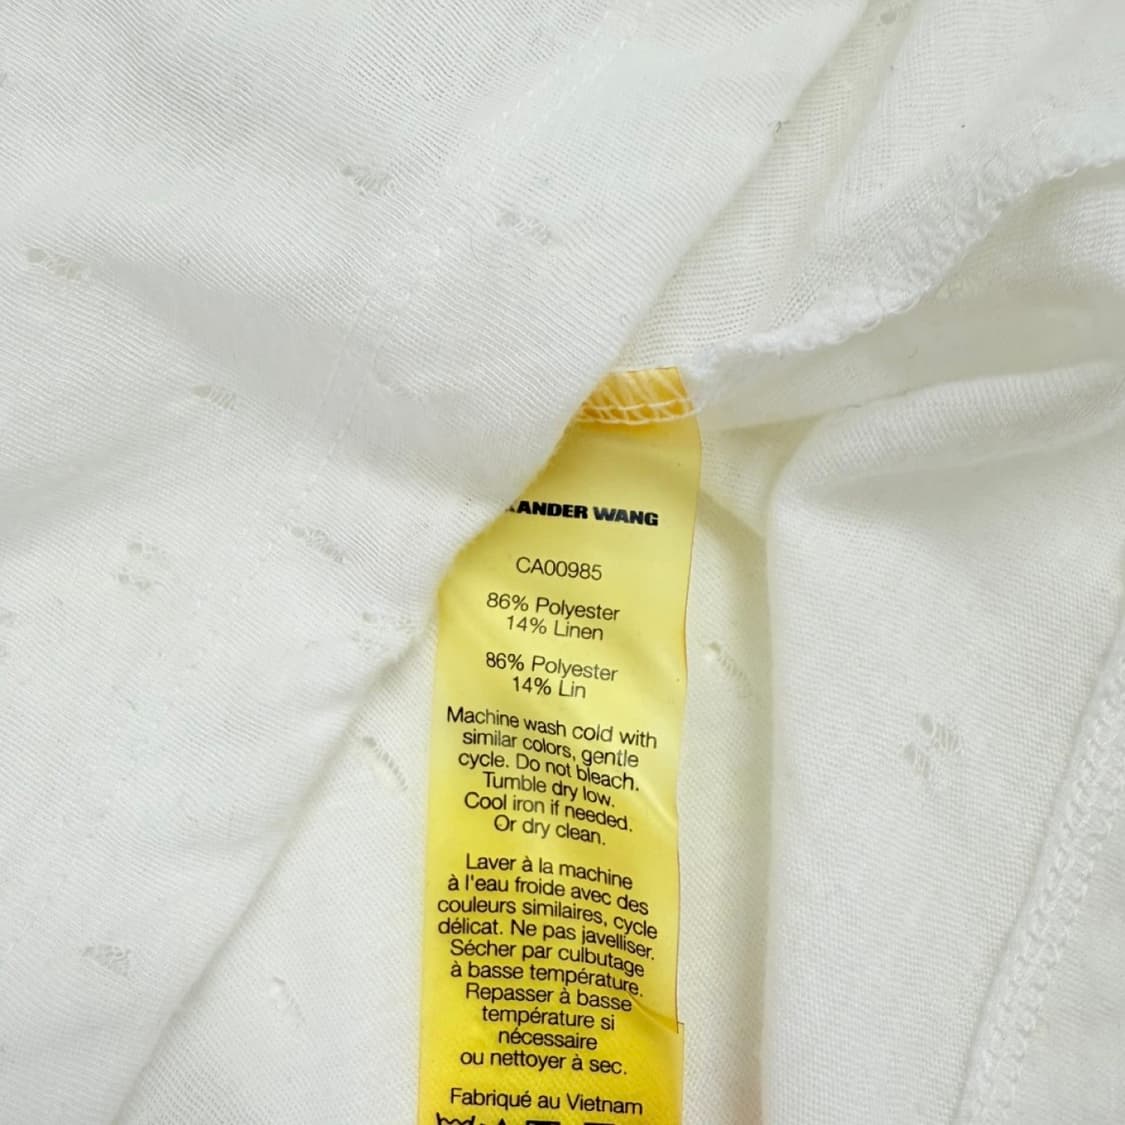 ANDER WANG
CA00985
86% Polyester
14% Linen
86% Polyester
14% Lin
Machine wash cold with
similar colors, gentle
cycle. Do not bleach.
Tumble dry low.
Cool iron if needed.
Or dry clean.
Laver à la machine
à l'eau froide avec des
couleurs similaires, cycle
délicat. Ne pas javelliser.
Sécher par culbutage
à basse température.
Repasser à basse
température si
nécessaire
ou nettoyer à sec.
Fabriqué au Vietnam